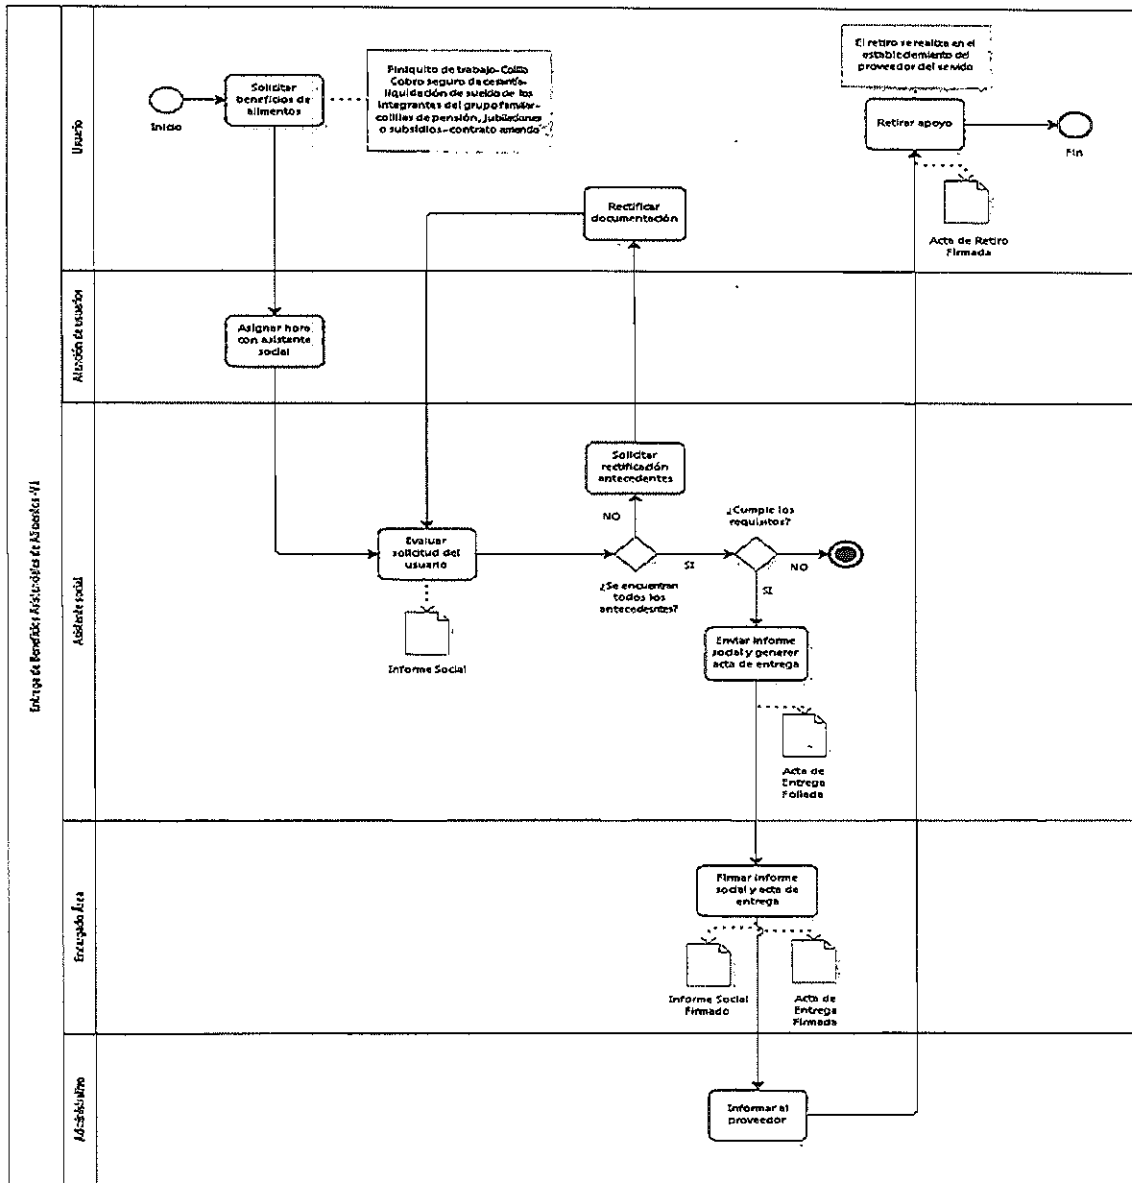 Entrega de Beneficios Asistenciales de Alimentos -V1
Usuario
Inicio
Solicitar
beneficios de
alimentos
Finiquito de trabajo-
Cobro seguro de cesantía-
liquidación de sueldo de los
integrantes del grupo familiar-
colillas de pensión, jubilaciones
o subsidios-contrato arriendo
El retiro se realiza en el
establecimiento del
proveedor del servicio
Retirar apoyo
Fin
Acta de Retiro
Firmada
Rectificar
documentación
Atención de usuarios
Asignar hora
con asistente
social
Asistente social
Solicitar
rectificación
antecedentes
NO
¿Cumple los
requisitos?
Evaluar
solicitud del
usuario
SI
NO
¿Se encuentran
todos los
antecedentes?
SI
Informe Social
Enviar informe
social y generar
acta de entrega
Acta de
Entrega
Foliada
Encargado Área
Firmar informe
social y acta de
entrega
Informe Social
Firmado
Acta de
Entrega
Firmada
Administrativo
Informar al
proveedor